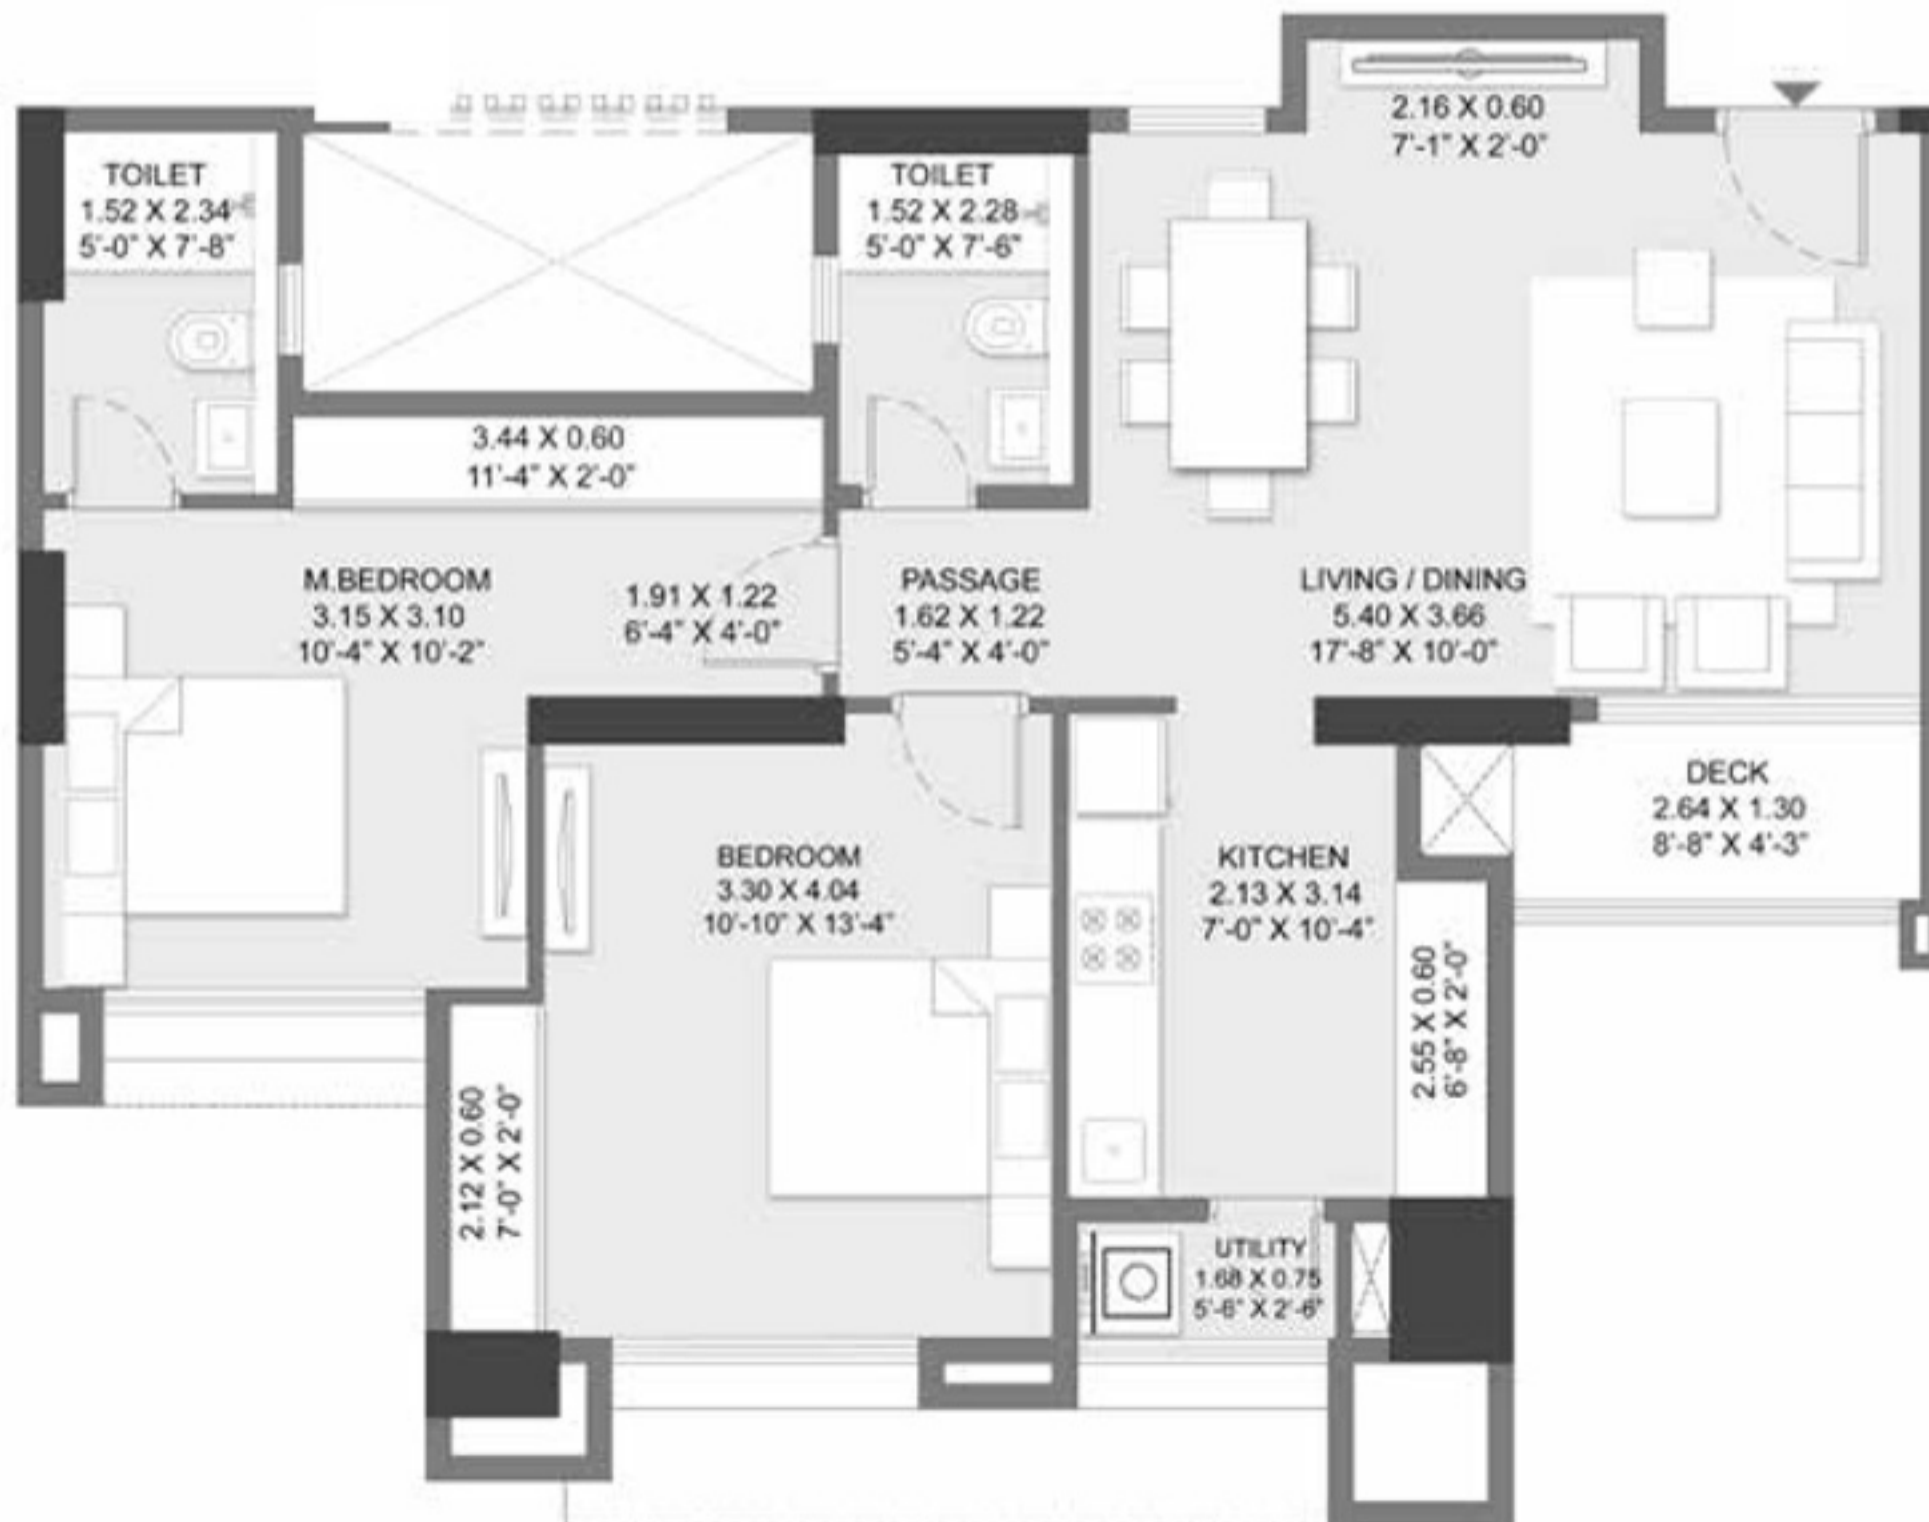 2.16 X 0.60
7'-1" X 2'-0"
TOILET
1.52 X 2.34
5'-0" X 7'-8"
TOILET
1.52 X 2.28
5'-0" X 7'-6"
3.44 X 0.60
11'-4" X 2'-0"
M.BEDROOM
3.15 X 3.10
10'-4" X 10'-2"
1.91 X 1.22
6'-4" X 4'-0"
PASSAGE
1.62 X 1.22
5'-4" X 4'-0"
LIVING / DINING
5.40 X 3.66
17'-8" X 10'-0"
DECK
2.64 X 1.30
8'-8" X 4'-3"
BEDROOM
3.30 X 4.04
10'-10" X 13'-4"
KITCHEN
2.13 X 3.14
7'-0" X 10'-4"
2.55 X 0.60
6'-8" X 2'-0"
2.12 X 0.60
7'-0" X 2'-0"
UTILITY
1.68 X 0.75
5'-6" X 2'-6"